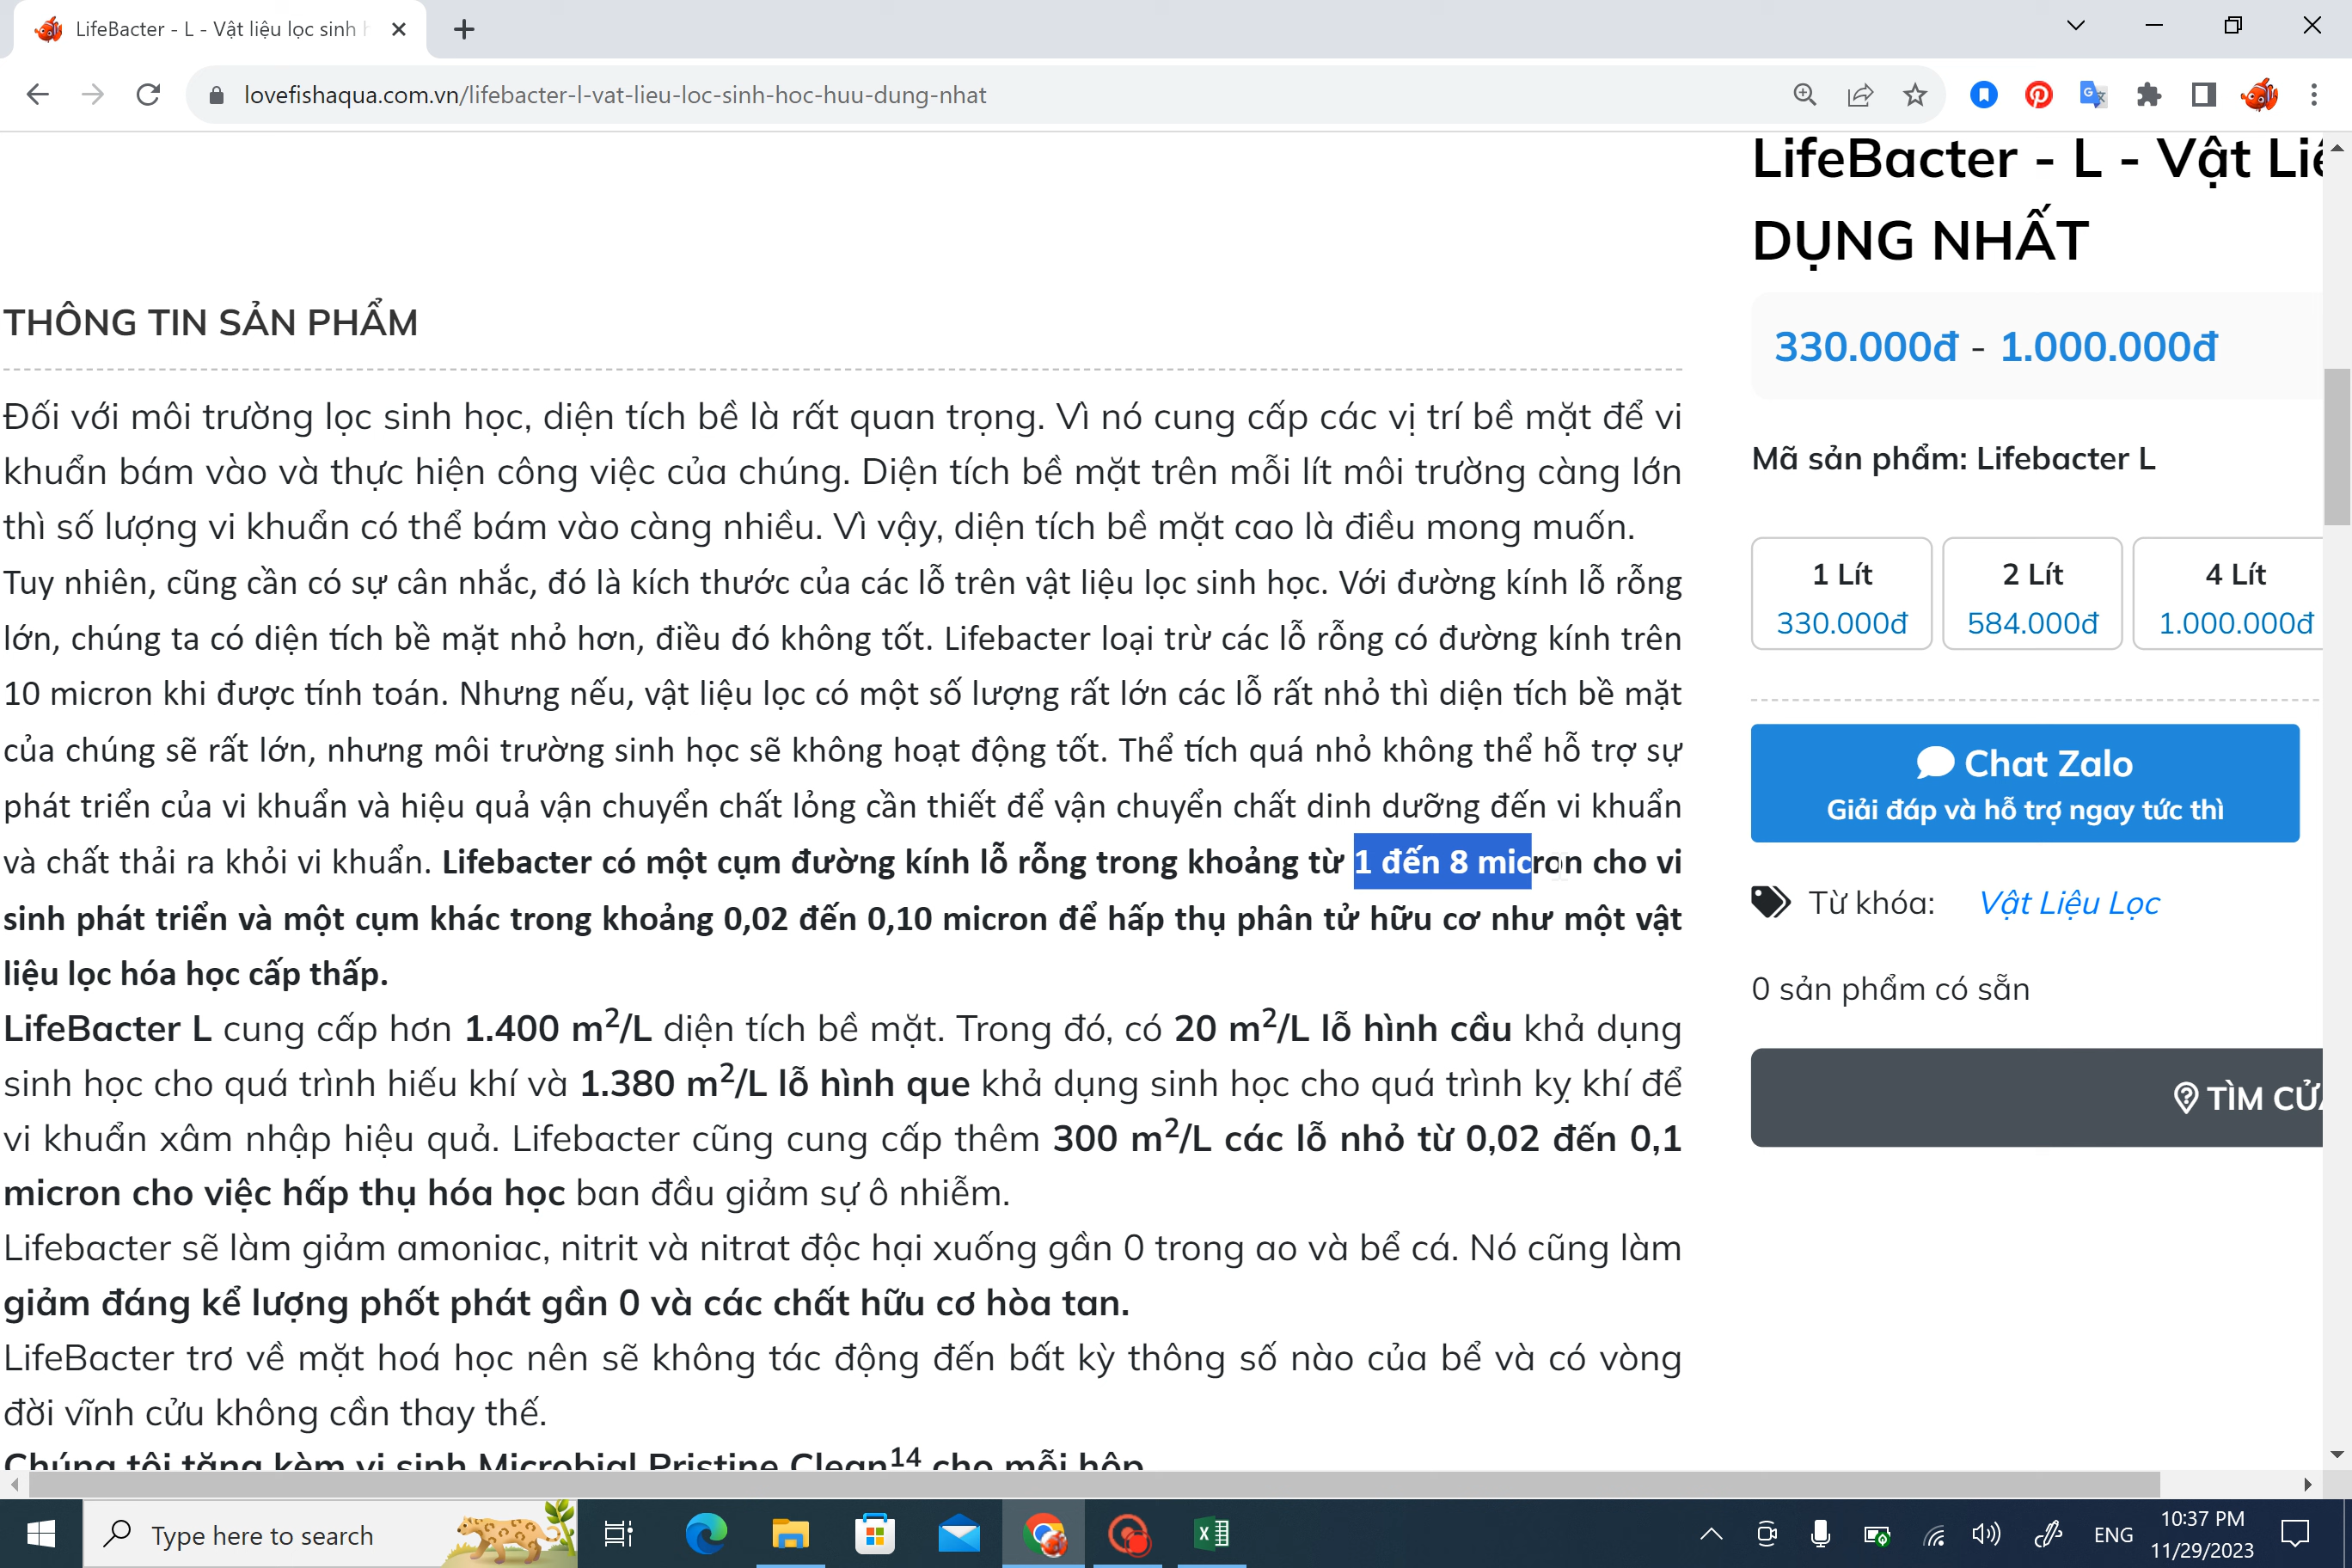 LifeBacter - L - Vật liệu lọc sinh h
lovefishaqua.com.vn/lifebacter-l-vat-lieu-loc-sinh-hoc-huu-dung-nhat
LifeBacter - L - Vật Liệ
DỤNG NHẤT
THÔNG TIN SẢN PHẨM
330.000đ - 1.000.000đ
Đối với môi trường lọc sinh học, diện tích bề là rất quan trọng. Vì nó cung cấp các vị trí bề mặt để vi
khuẩn bám vào và thực hiện công việc của chúng. Diện tích bề mặt trên mỗi lít môi trường càng lớn
thì số lượng vi khuẩn có thể bám vào càng nhiều. Vì vậy, diện tích bề mặt cao là điều mong muốn.
Tuy nhiên, cũng cần có sự cân nhắc, đó là kích thước của các lỗ trên vật liệu lọc sinh học. Với đường kính lỗ rỗng
lớn, chúng ta có diện tích bề mặt nhỏ hơn, điều đó không tốt. Lifebacter loại trừ các lỗ rỗng có đường kính trên
10 micron khi được tính toán. Nhưng nếu, vật liệu lọc có một số lượng rất lớn các lỗ rất nhỏ thì diện tích bề mặt
của chúng sẽ rất lớn, nhưng môi trường sinh học sẽ không hoạt động tốt. Thể tích quá nhỏ không thể hỗ trợ sự
phát triển của vi khuẩn và hiệu quả vận chuyển chất lỏng cần thiết để vận chuyển chất dinh dưỡng đến vi khuẩn
và chất thải ra khỏi vi khuẩn. Lifebacter có một cụm đường kính lỗ rỗng trong khoảng từ 1 đến 8 micron cho vi
sinh phát triển và một cụm khác trong khoảng 0,02 đến 0,10 micron để hấp thụ phân tử hữu cơ như một vật
liệu lọc hóa học cấp thấp.
LifeBacter L cung cấp hơn 1.400 m²/L diện tích bề mặt. Trong đó, có 20 m²/L lỗ hình cầu khả dụng
sinh học cho quá trình hiếu khí và 1.380 m²/L lỗ hình que khả dụng sinh học cho quá trình kỵ khí để
vi khuẩn xâm nhập hiệu quả. Lifebacter cũng cung cấp thêm 300 m²/L các lỗ nhỏ từ 0,02 đến 0,1
micron cho việc hấp thụ hóa học ban đầu giảm sự ô nhiễm.
Lifebacter sẽ làm giảm amoniac, nitrit và nitrat độc hại xuống gần 0 trong ao và bể cá. Nó cũng làm
giảm đáng kể lượng phốt phát gần 0 và các chất hữu cơ hòa tan.
LifeBacter trơ về mặt hoá học nên sẽ không tác động đến bất kỳ thông số nào của bể và có vòng
đời vĩnh cửu không cần thay thế.
Chúng tôi tặng kèm vi sinh Microbial Pristine Clean¹⁴ cho mỗi hộp
Mã sản phẩm: Lifebacter L
1 Lít
330.000đ
2 Lít
584.000đ
4 Lít
1.000.000đ
Chat Zalo
Giải đáp và hỗ trợ ngay tức thì
Từ khóa: Vật Liệu Lọc
0 sản phẩm có sẵn
TÌM CỬA
Type here to search
ENG
10:37 PM
11/29/2023